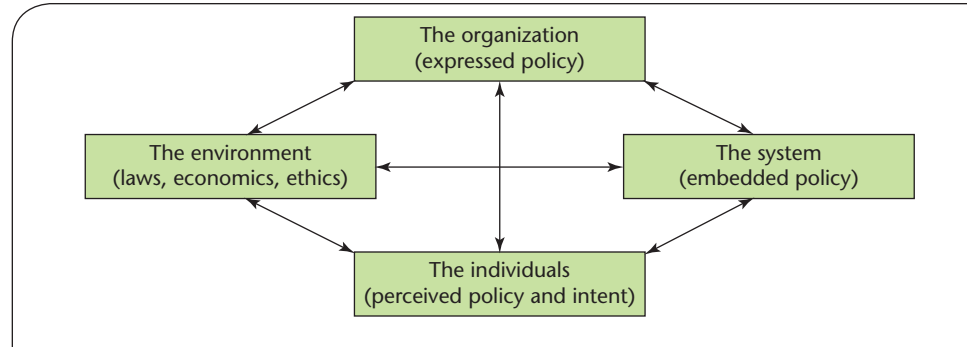 The organization
(expressed policy)
The environment
(laws, economics, ethics)
The system
(embedded policy)
The individuals
(perceived policy and intent)